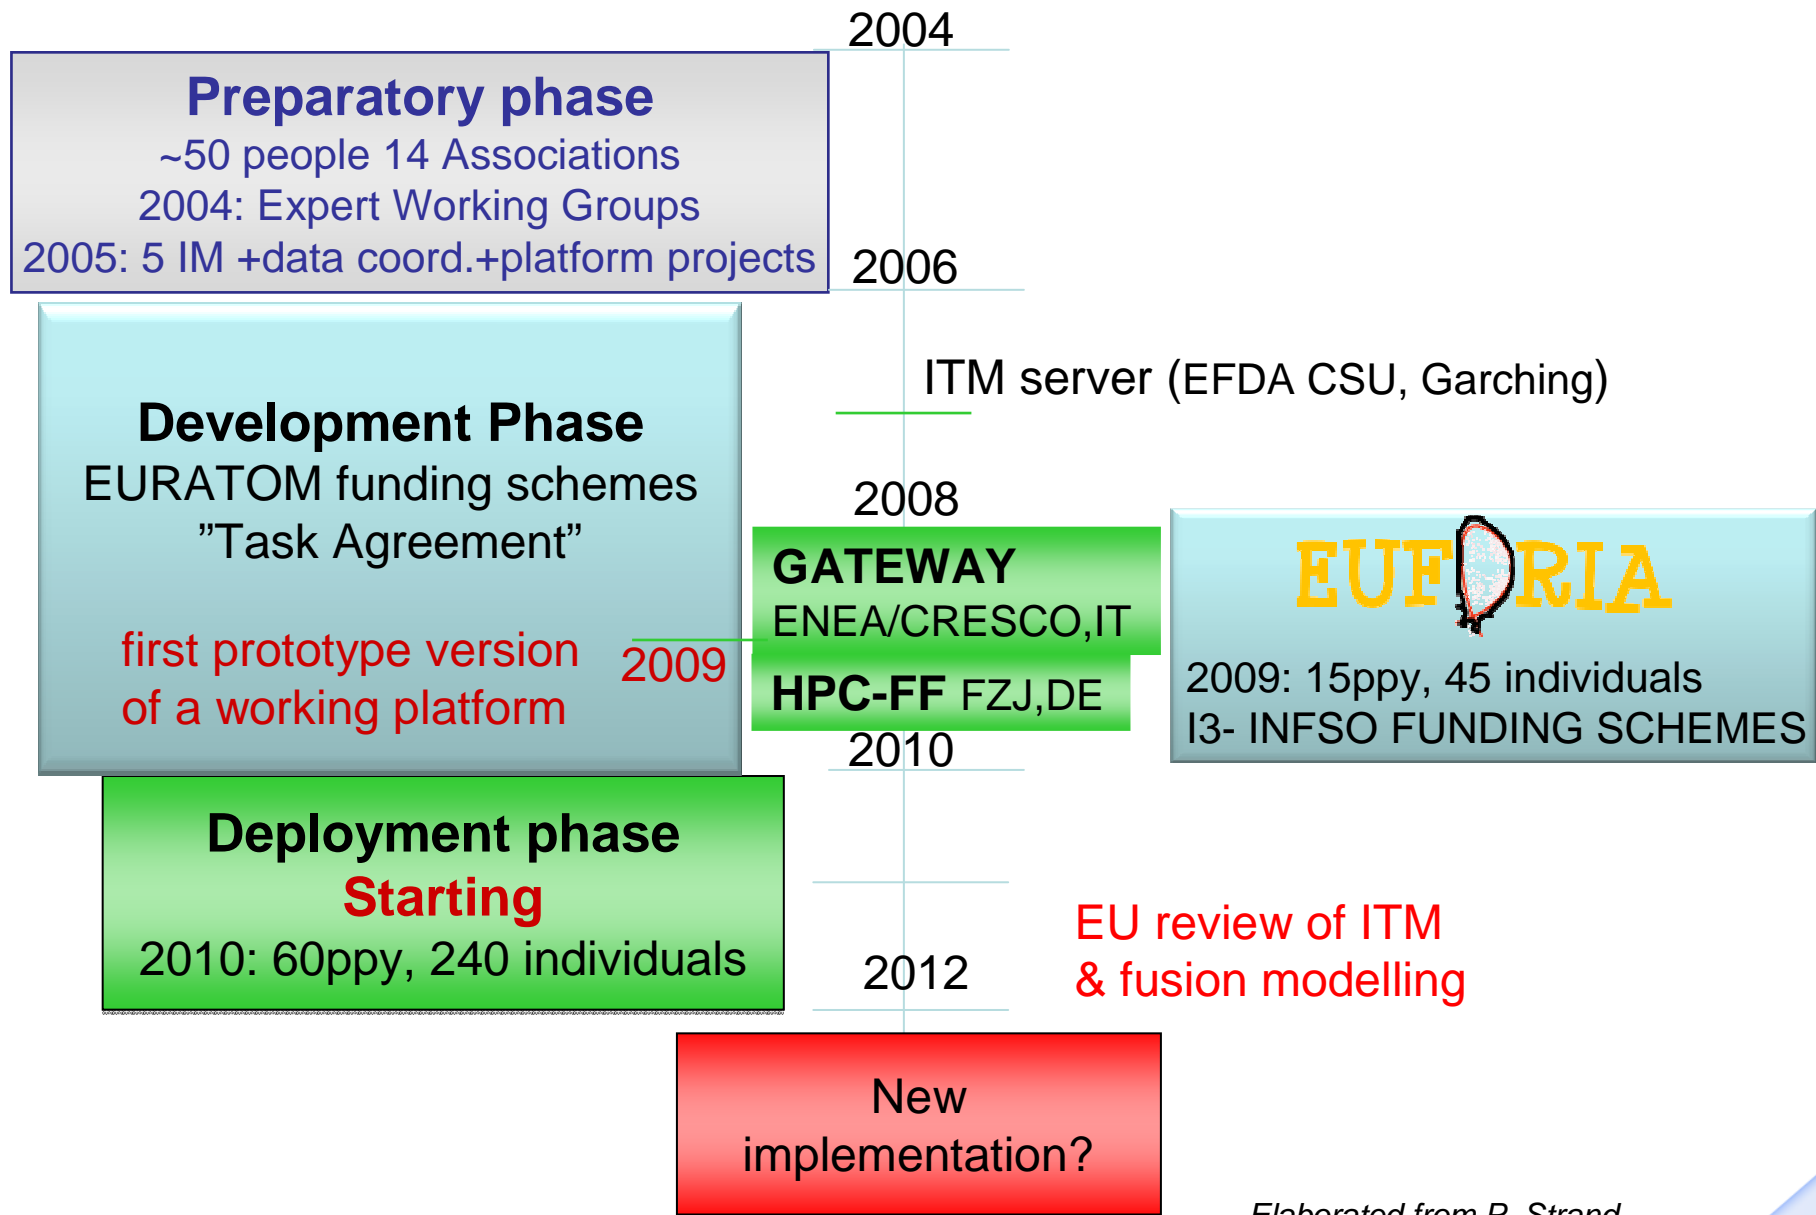 2004
Preparatory phase
~50 people 14 Associations
2004: Expert Working Groups
2005: 5 IM +data coord.+platform projects
2006
ITM server (EFDA CSU, Garching)
Development Phase
EURATOM funding schemes
”Task Agreement”
first prototype version
of a working platform
2009
2008
GATEWAY
ENEA/CRESCO,IT
HPC-FF FZJ,DE
2010
EUFORIA
2009: 15ppy, 45 individuals
I3- INFSO FUNDING SCHEMES
Deployment phase
Starting
2010: 60ppy, 240 individuals
2012
EU review of ITM
& fusion modelling
New
implementation?
Elaborated from P. Strand